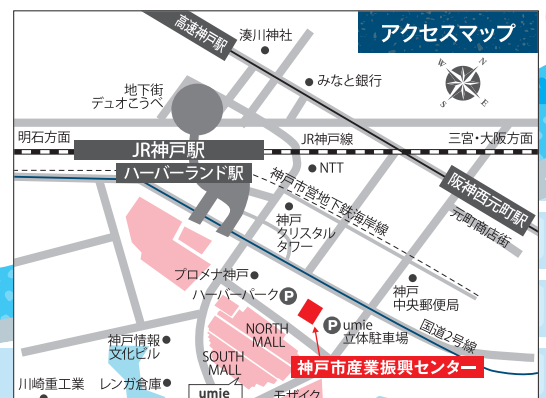 アクセスマップ
高速神戸駅
湊川神社
みなと銀行
N
E
S
W
地下街
デュオこうべ
明石方面
JR神戸駅
JR神戸線
三宮・大阪方面
ハーバーランド駅
NTT
神戸市営地下鉄海岸線
阪神西元町駅
元町商店街
神戸
クリスタル
タワー
プロメナ神戸
ハーバーパーク P
神戸
中央郵便局
国道2号線
P umie
立体駐車場
NORTH
MALL
神戸市産業振興センター
神戸情報
文化ビル
SOUTH
MALL
川崎重工業
レンガ倉庫
umie
モザイク